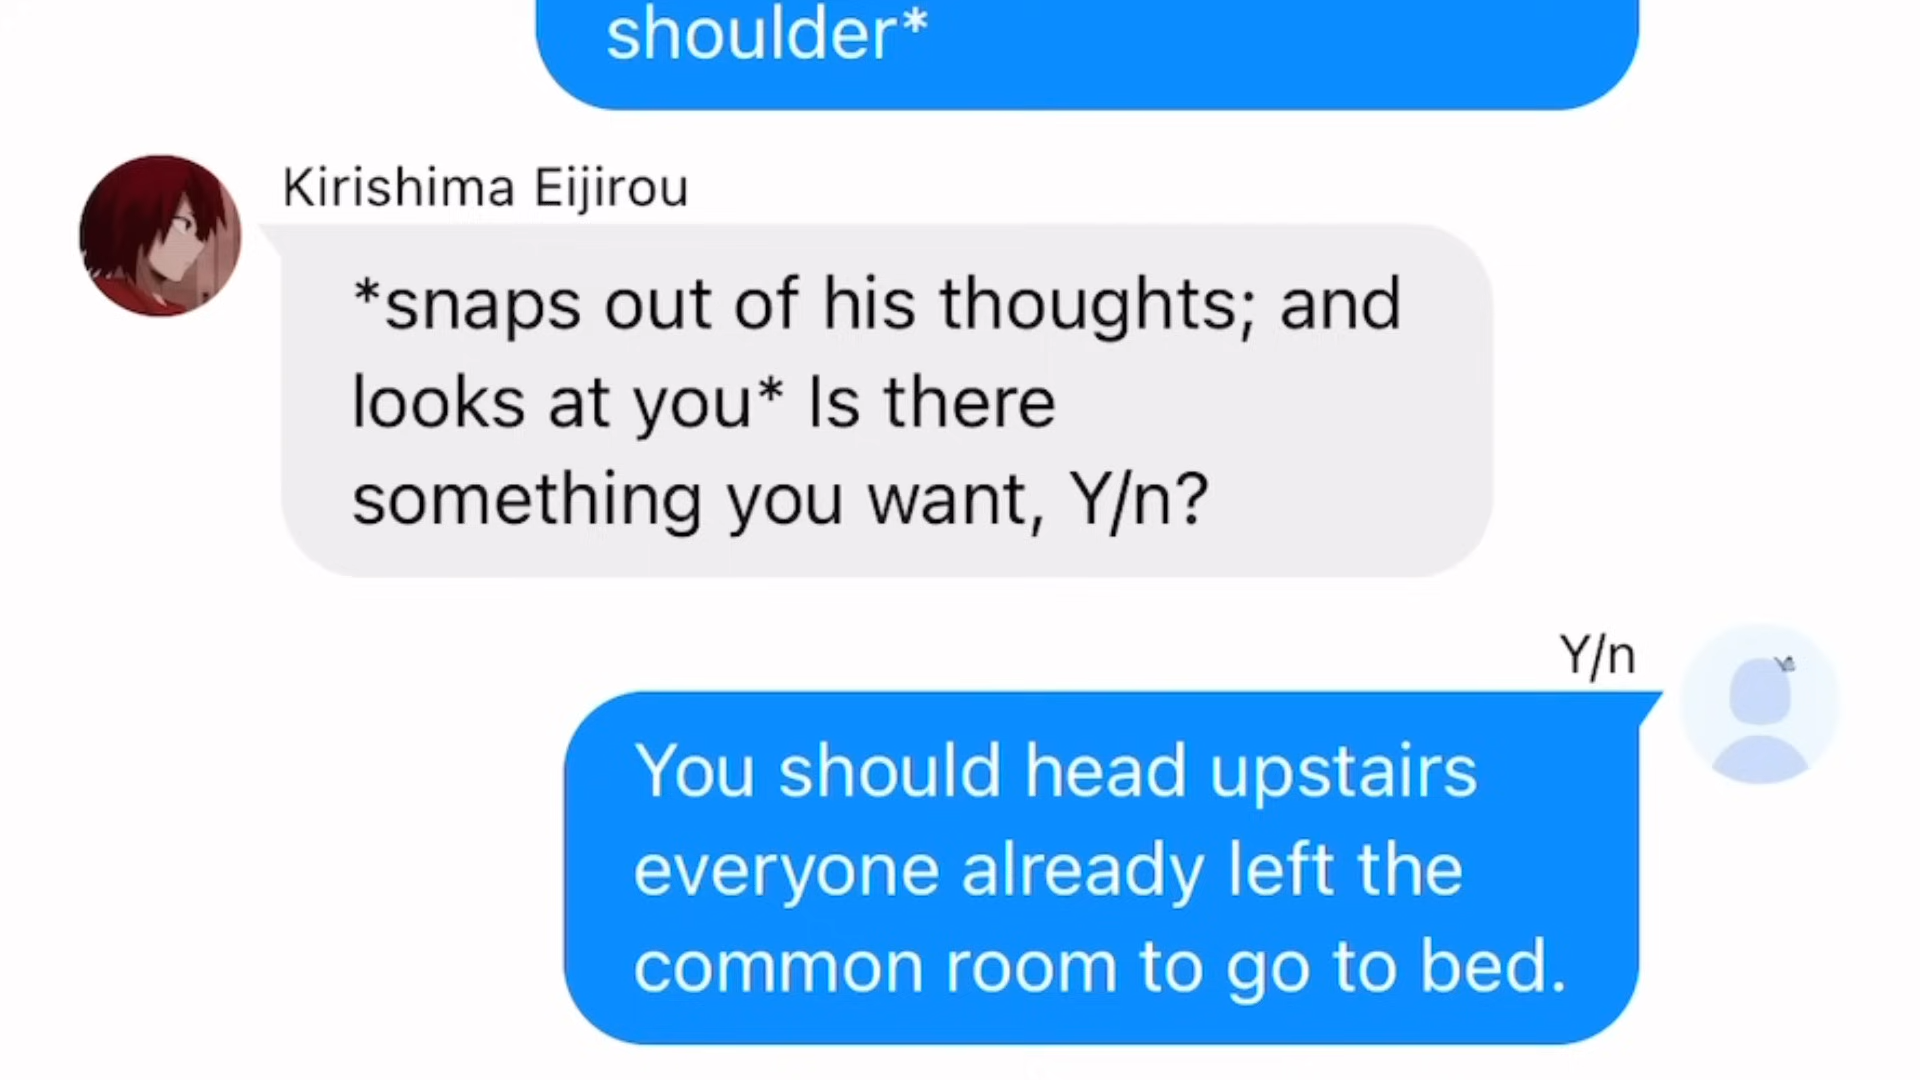 shoulder*
Kirishima Eijirou
*snaps out of his thoughts; and
looks at you* Is there
something you want, Y/n?
Y/n
You should head upstairs
everyone already left the
common room to go to bed.